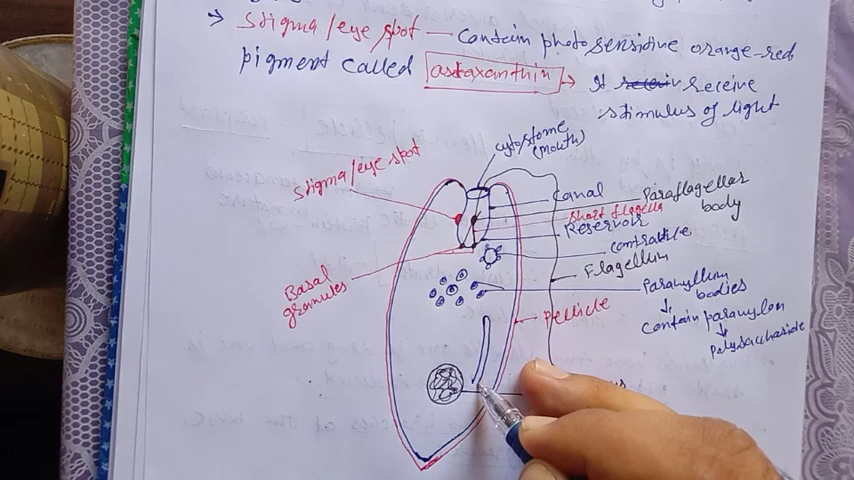 → Stigma/eye spot — Contain photosensitive orange-red
pigment called astaxanthin → It receive
stimulus of light
cytostome
(mouth)
Stigma/eye spot
Canal
Paraflagellar
body
Short flagella
Reservoir
contractile
Flagellum
Basal
granules
Paramyllum
bodies
↓
Contain paramylon
↓
Polysaccharide
Pellicle